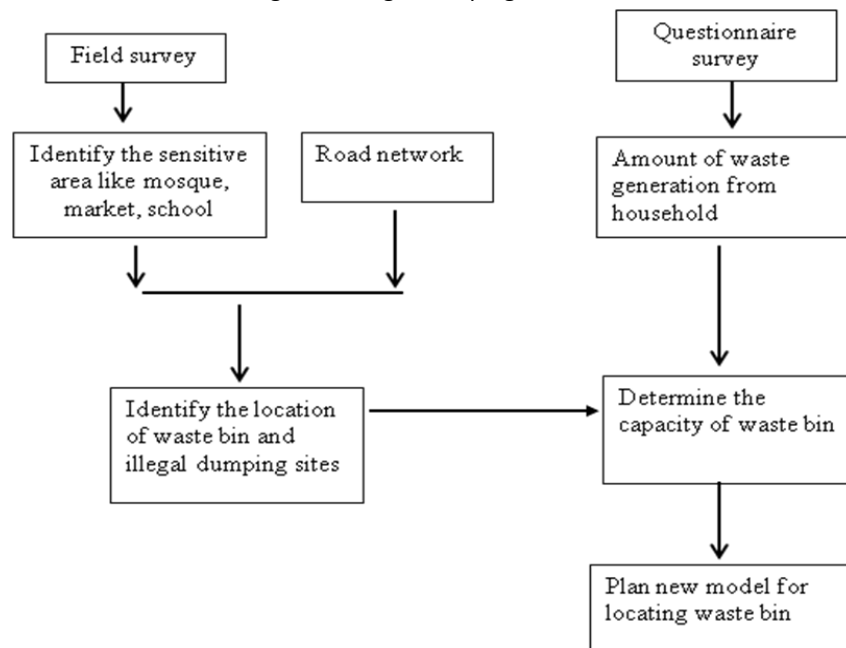 Field survey
Questionnaire
survey
Identify the sensitive
area like mosque,
market, school
Road network
Amount of waste
generation from
household
Identify the location
of waste bin and
illegal dumping sites
Determine the
capacity of waste bin
Plan new model for
locating waste bin